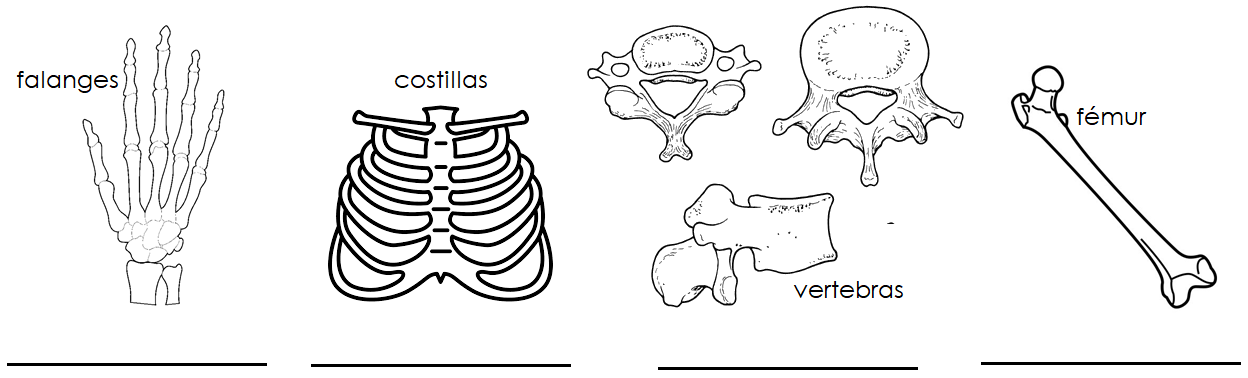 falanges
costillas
vertebras
fémur